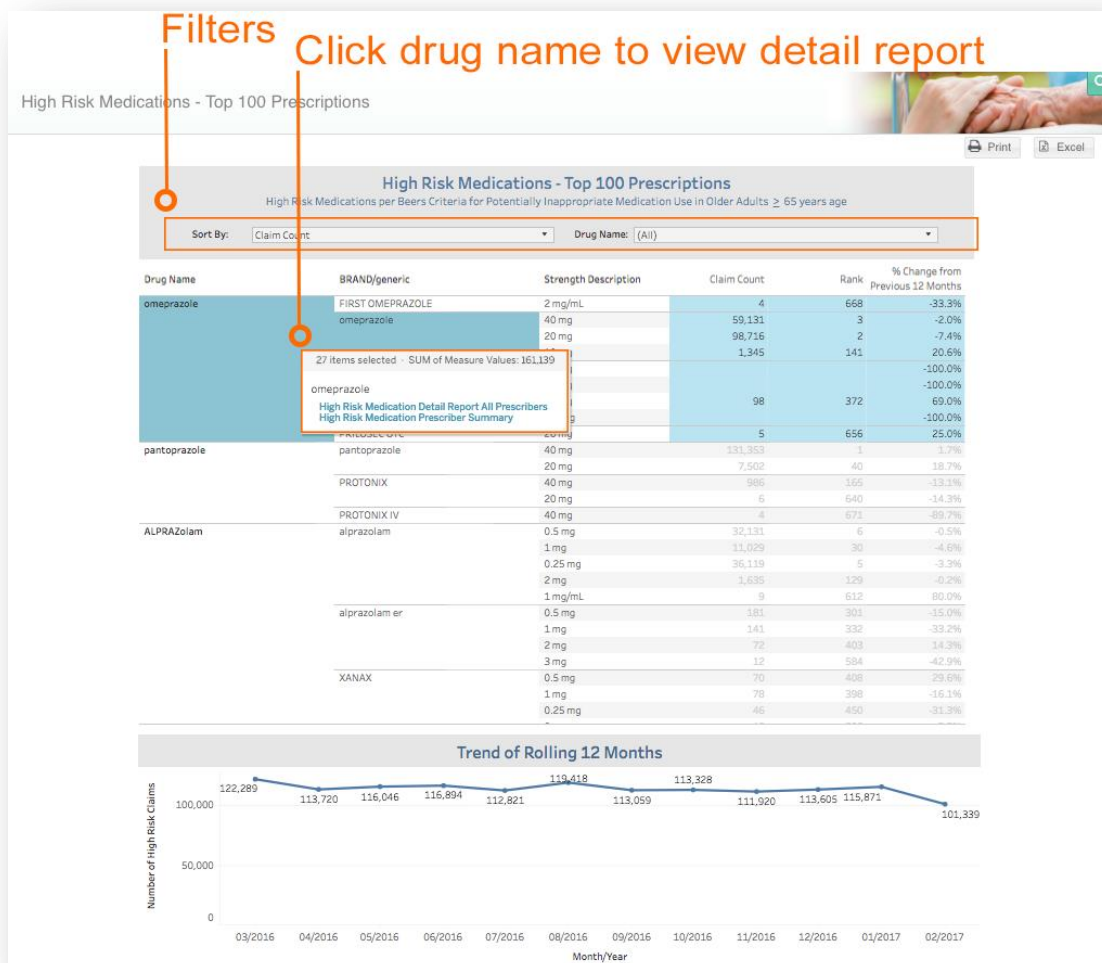 Filters
Click drug name to view detail report
High Risk Medications - Top 100 Prescriptions
Print Excel
High Risk Medications - Top 100 Prescriptions
High Risk Medications per Beers Criteria for Potentially Inappropriate Medication Use in Older Adults ≥ 65 years age
Sort By: Claim Count Drug Name: (All)
Drug Name BRAND/generic Strength Description Claim Count Rank % Change from Previous 12 Months
omeprazole FIRST OMEPRAZOLE 2 mg/mL 4 668 -33.3%
omeprazole 40 mg 59,131 3 -2.0%
20 mg 98,716 2 -7.4%
1,345 141 20.6%
27 items selected · SUM of Measure Values: 161,139
-100.0%
omeprazole
-100.0%
High Risk Medication Detail Report All Prescribers
98 372 69.0%
High Risk Medication Prescriber Summary
-100.0%
PRILOSEC OTC 20 mg 5 656 25.0%
pantoprazole pantoprazole 40 mg 131,353 1 1.7%
20 mg 7,502 40 18.7%
PROTONIX 40 mg 986 165 -13.1%
20 mg 6 640 -14.3%
PROTONIX IV 40 mg 4 671 -89.7%
ALPRAZolam alprazolam 0.5 mg 32,131 6 -0.5%
1 mg 11,029 30 -4.6%
0.25 mg 36,119 5 -3.3%
2 mg 1,635 129 -0.2%
1 mg/mL 9 612 80.0%
alprazolam er 0.5 mg 181 301 -15.0%
1 mg 141 332 -33.2%
2 mg 72 403 14.3%
3 mg 12 584 -42.9%
XANAX 0.5 mg 70 408 29.6%
1 mg 78 398 -16.1%
0.25 mg 46 450 -31.3%
Trend of Rolling 12 Months
Number of High Risk Claims
100,000
50,000
0
122,289 113,720 116,046 116,894 112,821 119,418 113,059 113,328 111,920 113,605 115,871 101,339
03/2016 04/2016 05/2016 06/2016 07/2016 08/2016 09/2016 10/2016 11/2016 12/2016 01/2017 02/2017
Month/Year